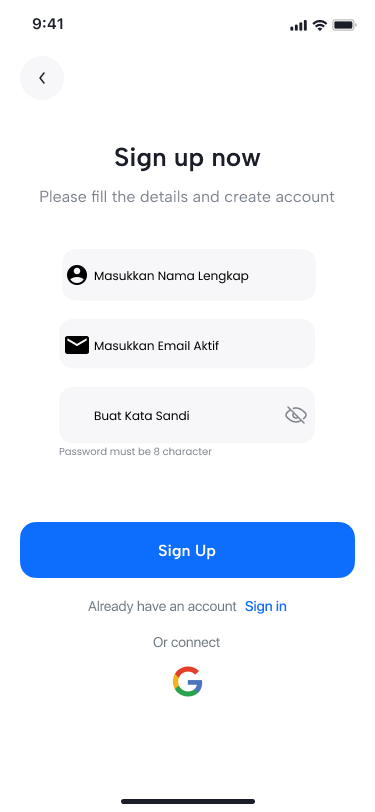 9:41
Sign up now
Please fill the details and create account
Masukkan Nama Lengkap
Masukkan Email Aktif
Buat Kata Sandi
Password must be 8 character
Sign Up
Already have an account Sign in
Or connect